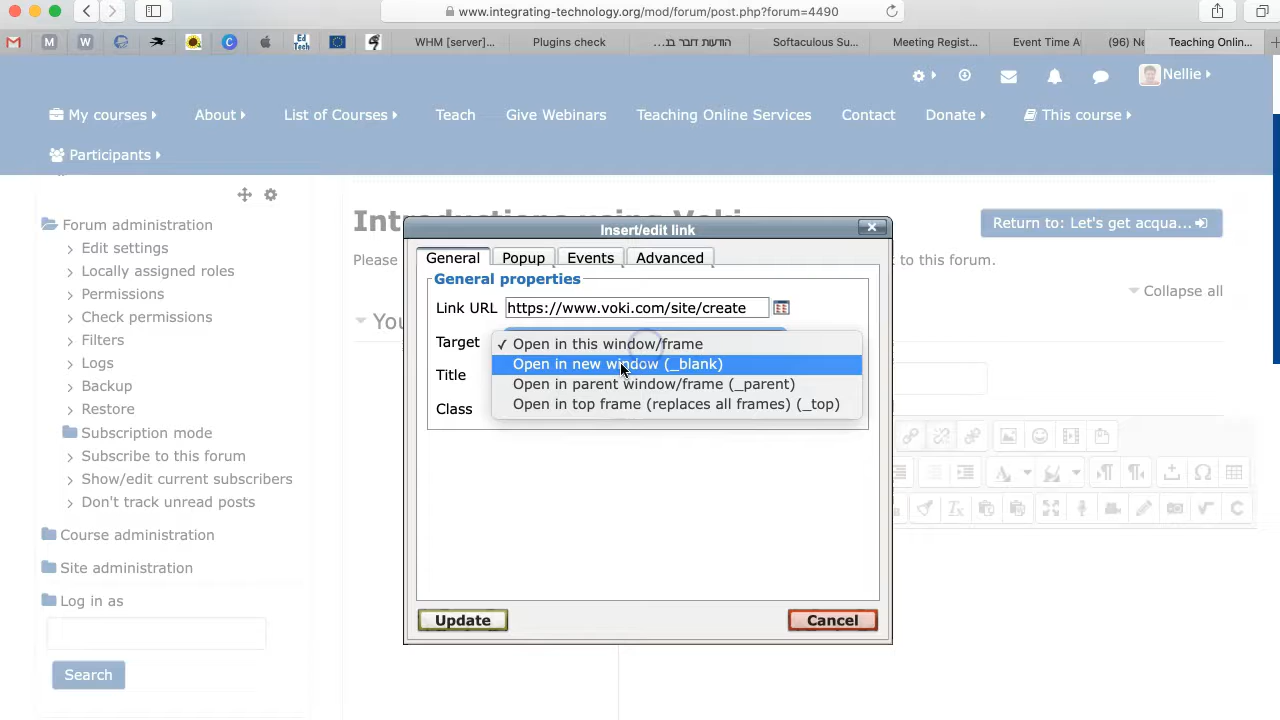 www.integrating-technology.org/mod/forum/post.php?forum=4490
M
W
C
Ed Tech
WHM [server]...
Plugins check
הודעות דובר בנ...
Softaculous Su...
Meeting Regist...
Event Time A
(96) Ne
Teaching Onlin...
Nellie
My courses
About
List of Courses
Teach
Give Webinars
Teaching Online Services
Contact
Donate
This course
Participants
Forum administration
Edit settings
Locally assigned roles
Permissions
Check permissions
Filters
Logs
Backup
Restore
Subscription mode
Subscribe to this forum
Show/edit current subscribers
Don't track unread posts
Course administration
Site administration
Log in as
Search
Introductions using Voki
Return to: Let's get acqua...
Please
to this forum.
Collapse all
You
Insert/edit link
General
Popup
Events
Advanced
General properties
Link URL
https://www.voki.com/site/create
Target
✓ Open in this window/frame
Open in new window (_blank)
Open in parent window/frame (_parent)
Open in top frame (replaces all frames) (_top)
Title
Class
Update
Cancel